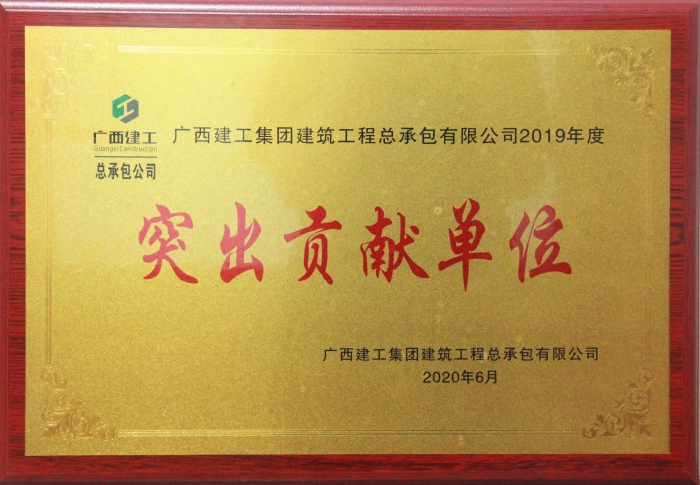 广西建工
Guangxi Construction
总承包公司
广西建工集团建筑工程总承包有限公司2019年度
突出贡献单位
广西建工集团建筑工程总承包有限公司
2020年6月